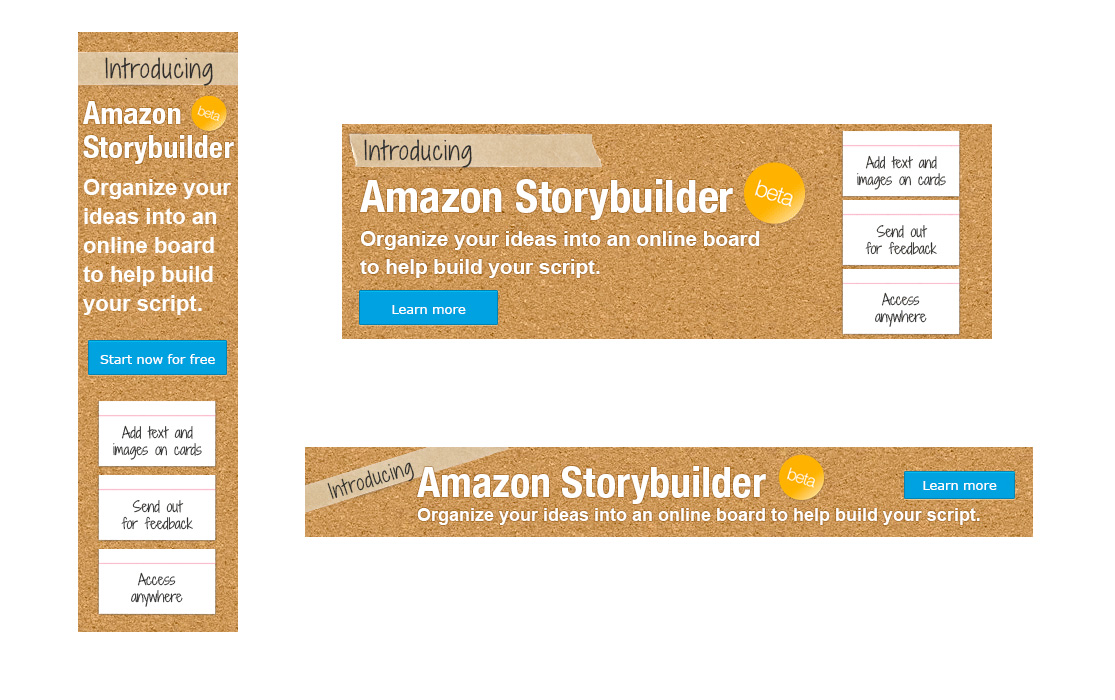 Introducing
Amazon beta
Storybuilder
Organize your
ideas into an
online board
to help build
your script.
Start now for free
Add text and
images on cards
Send out
for feedback
Access
anywhere
Introducing
Amazon Storybuilder beta
Organize your ideas into an online board
to help build your script.
Learn more
Add text and
images on cards
Send out
for feedback
Access
anywhere
Introducing
Amazon Storybuilder beta
Organize your ideas into an online board to help build your script.
Learn more